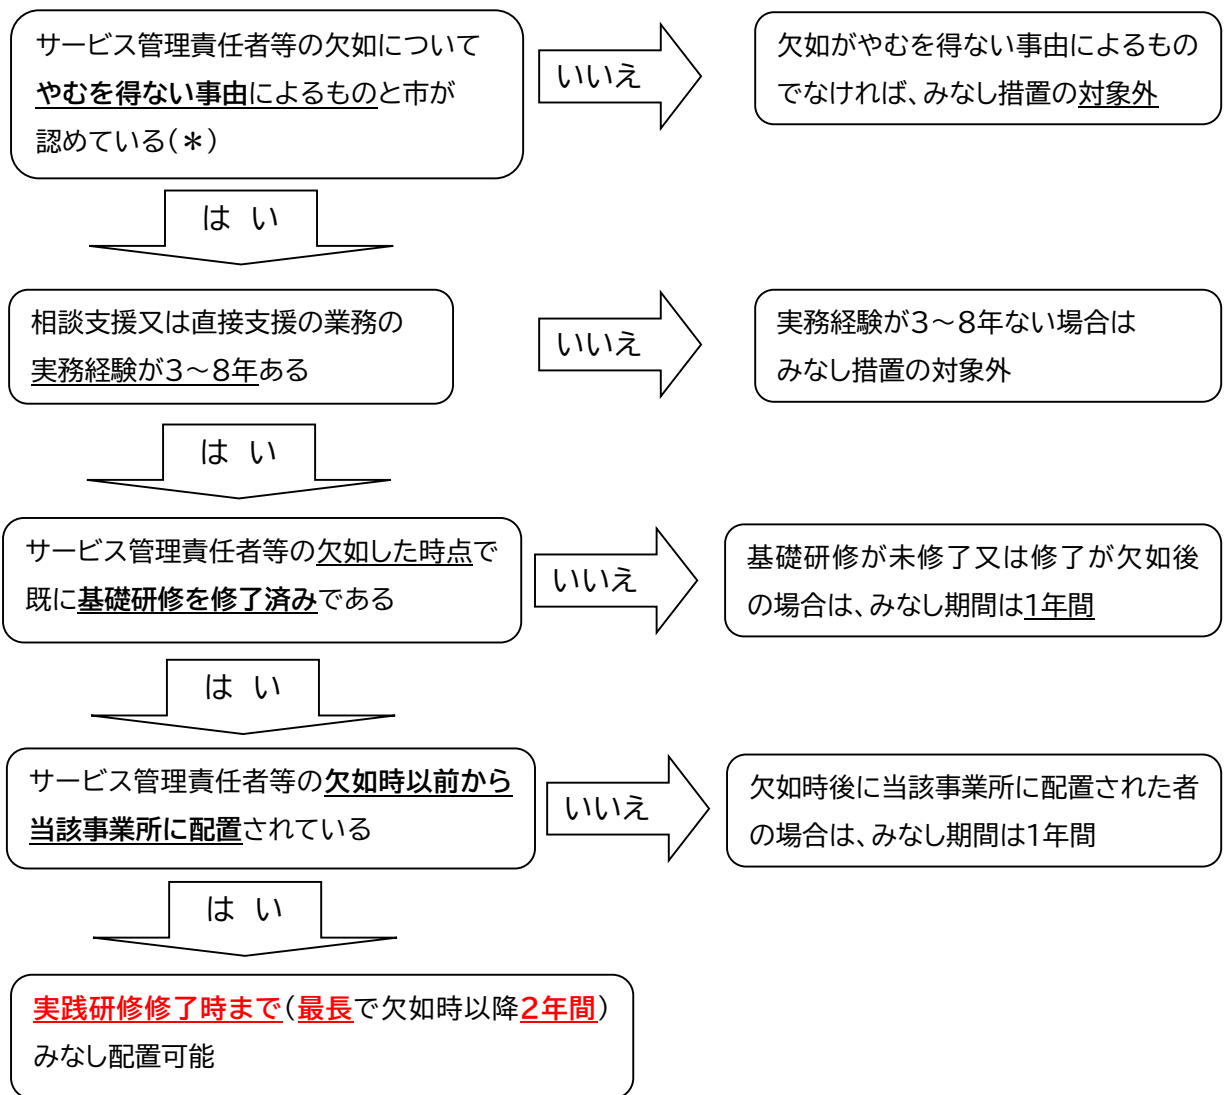 サービス管理責任者等の欠如について
やむを得ない事由によるものと市が
認めている(＊)
いいえ
欠如がやむを得ない事由によるもの
でなければ、みなし措置の対象外
は い
相談支援又は直接支援の業務の
実務経験が3～8年ある
いいえ
実務経験が3～8年ない場合は
みなし措置の対象外
は い
サービス管理責任者等の欠如した時点で
既に基礎研修を修了済みである
いいえ
基礎研修が未修了又は修了が欠如後
の場合は、みなし期間は1年間
は い
サービス管理責任者等の欠如時以前から
当該事業所に配置されている
いいえ
欠如時後に当該事業所に配置された者
の場合は、みなし期間は1年間
は い
実践研修修了時まで(最長で欠如時以降2年間)
みなし配置可能